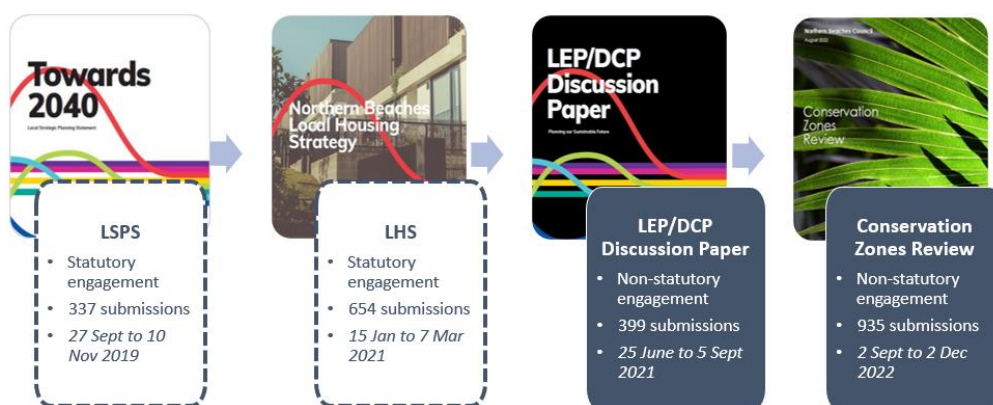 Towards
2040
Local Strategic Planning Statement
LSPS
• Statutory
engagement
• 337 submissions
• 27 Sept to 10
Nov 2019
Northern Beaches
Local Housing
Strategy
LHS
• Statutory
engagement
• 654 submissions
• 15 Jan to 7 Mar
2021
LEP/DCP
Discussion
Paper
Planning our Sustainable Future
LEP/DCP
Discussion Paper
• Non-statutory
engagement
• 399 submissions
• 25 June to 5 Sept
2021
Northern Beaches Council
August 2022
Conservation
Zones
Review
Conservation
Zones Review
• Non-statutory
engagement
• 935 submissions
• 2 Sept to 2 Dec
2022